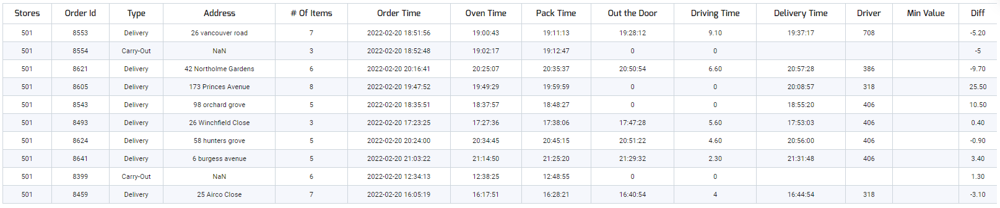 Stores Order Id Type Address # Of Items Order Time Oven Time Pack Time Out the Door Driving Time Delivery Time Driver Min Value Diff
501 8553 Delivery 26 vancouver road 7 2022-02-20 18:51:56 19:00:43 19:11:13 19:28:12 9.10 19:37:17 708 -5.20
501 8554 Carry-Out NaN 3 2022-02-20 18:52:48 19:02:17 19:12:47 0 0 -5
501 8621 Delivery 42 Northolme Gardens 6 2022-02-20 20:16:41 20:25:07 20:35:37 20:50:54 6.60 20:57:28 386 -9.70
501 8605 Delivery 173 Princes Avenue 8 2022-02-20 19:47:52 19:49:29 19:59:59 0 0 20:08:57 318 25.50
501 8543 Delivery 98 orchard grove 5 2022-02-20 18:35:51 18:37:57 18:48:27 0 0 18:55:20 406 10.50
501 8493 Delivery 26 Winchfield Close 3 2022-02-20 17:23:25 17:27:36 17:38:06 17:47:28 5.60 17:53:03 406 0.40
501 8624 Delivery 58 hunters grove 5 2022-02-20 20:24:00 20:34:45 20:45:15 20:51:22 4.60 20:56:00 406 -0.90
501 8641 Delivery 6 burgess avenue 5 2022-02-20 21:03:22 21:14:50 21:25:20 21:29:32 2.30 21:31:48 406 3.40
501 8399 Carry-Out NaN 6 2022-02-20 12:34:13 12:38:25 12:48:55 0 0 1.30
501 8459 Delivery 25 Airco Close 7 2022-02-20 16:05:19 16:17:51 16:28:21 16:40:54 4 16:44:54 318 -3.10